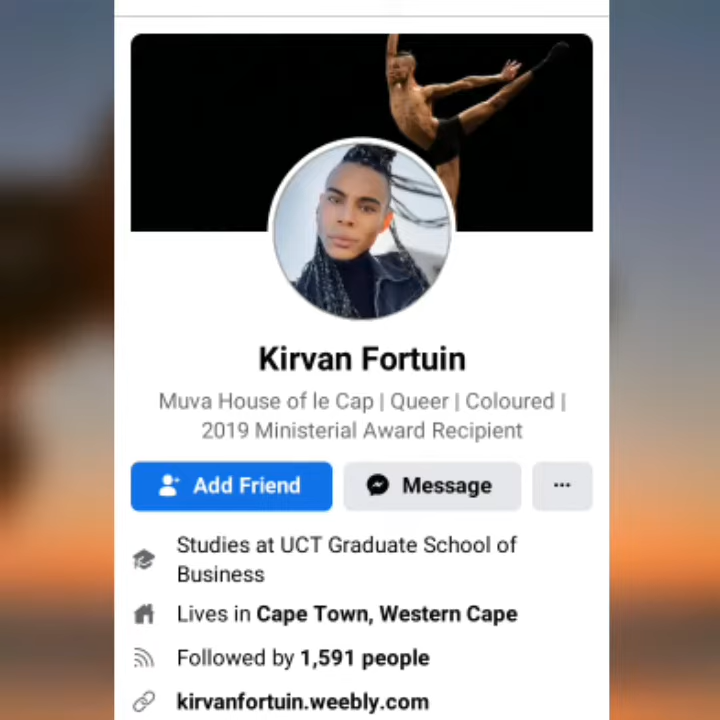 Kirvan Fortuin
Muva House of le Cap | Queer | Coloured |
2019 Ministerial Award Recipient
Add Friend
Message
...
Studies at UCT Graduate School of
Business
Lives in Cape Town, Western Cape
Followed by 1,591 people
kirvanfortuin.weebly.com